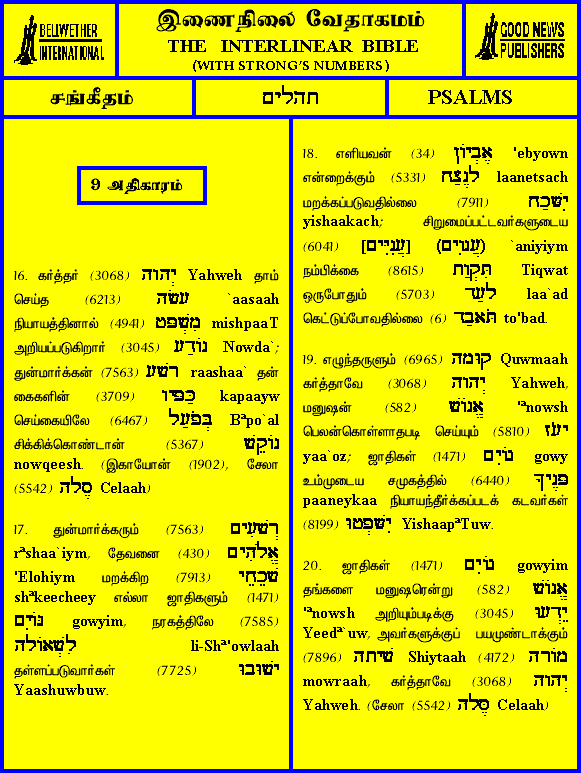 BELLWETHER
INTERNATIONAL
இணைநிலை வேதாகமம்
THE INTERLINEAR BIBLE
(WITH STRONG'S NUMBERS)
GOOD NEWS
PUBLISHERS
சங்கீதம்
תהלים
PSALMS
9 அதிகாரம்
16. கர்த்தர் (3068) יְהוָה Yahweh தாம்
செய்த (6213) עָשָׂה `aasaah
நியாயத்தினால் (4941) מִשְׁפָּט mishpaaT
அறியப்படுகிறார் (3045) נוֹדַע Nowda`;
துன்மார்க்கன் (7563) רָשָׁע raashaa` தன்
கைகளின் (3709) כַּפָּיו kapaayw
செய்கையிலே (6467) בְּפֹעַל Bªpo`al
சிக்கிக்கொண்டான் (5367) נוֹקֵשׁ
nowqeesh. (இகாயோன் (1902), சேலா
(5542) סֶלָה Celaah)
17. துன்மார்க்கரும் (7563) רְשָׁעִים
rªshaa`iym, தேவனை (430) אֱלֹהִים
'Elohiym மறக்கிற (7913) שְׁכֵחֵי
shªkeecheey எல்லா ஜாதிகளும் (1471)
גּוֹיִם gowyim, நரகத்திலே (7585)
לִשְׁאוֹלָה li-Shª'owlaah
தள்ளப்படுவார்கள் (7725) יָשׁוּבוּ
Yaashuwbuw.
18. எளியவன் (34) אֶבְיוֹן 'ebyown
என்றைக்கும் (5331) לָנֶצַח laanetsach
மறக்கப்படுவதில்லை (7911) יִשָּׁכַח
yishaakach; சிறுமைப்பட்டவர்களுடைய
(6041) [עֲנִיִּים] (עֲנָוִים) `aniyiym
நம்பிக்கை (8615) תִּקְוַת Tiqwat
ஒருபோதும் (5703) לָעַד laa`ad
கெட்டுப்போவதில்லை (6) תֹּאבַד to'bad.
19. எழுந்தருளும் (6965) קוּמָה Quwmaah
கர்த்தாவே (3068) יְהוָה Yahweh,
மனுஷன் (582) אֱנוֹשׁ 'ªnowsh
பெலன்கொள்ளாதபடி செய்யும் (5810) יָעֹז
yaa`oz; ஜாதிகள் (1471) גוֹיִם gowy
உம்முடைய சமுகத்தில் (6440) פָּנֶיךָ
paaneykaa நியாயந்தீர்க்கப்படக் கடவர்கள்
(8199) יִשָּׁפְטוּ YishaapªTuw.
20. ஜாதிகள் (1471) גוֹיִם gowyim
தங்களை மனுஷரென்று (582) אֱנוֹשׁ
'ªnowsh அறியும்படிக்கு (3045) יֵדְעוּ
Yeedª`uw, அவர்களுக்குப் பயமுண்டாக்கும்
(7896) שִׁיתָה Shiytaah (4172) מוֹרָה
mowraah, கர்த்தாவே (3068) יְהוָה
Yahweh. (சேலா (5542) סֶּלָה Celaah)